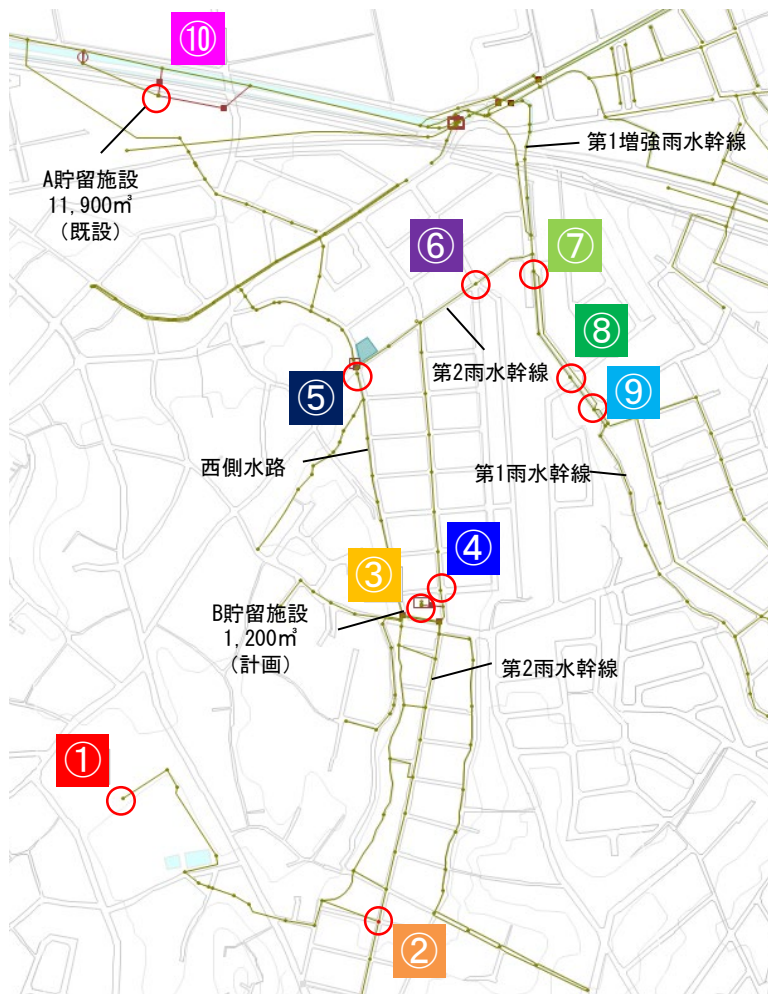 ⑩
第1増強雨水幹線
A貯留施設
11,900㎥
(既設)
⑥
⑦
⑧
第2雨水幹線
⑤
⑨
西側水路
第1雨水幹線
③
④
B貯留施設
1,200㎥
(計画)
第2雨水幹線
①
②